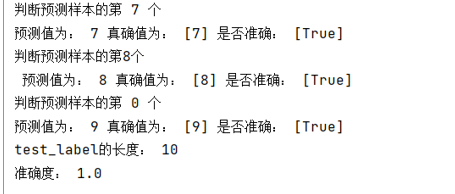 判断预测样本的第 7 个
预测值为： 7 真确值为： [7] 是否准确： [True]
判断预测样本的第8个
预测值为： 8 真确值为： [8] 是否准确： [True]
判断预测样本的第 0 个
预测值为： 9 真确值为： [9] 是否准确： [True]
test_label的长度： 10
准确度： 1.0